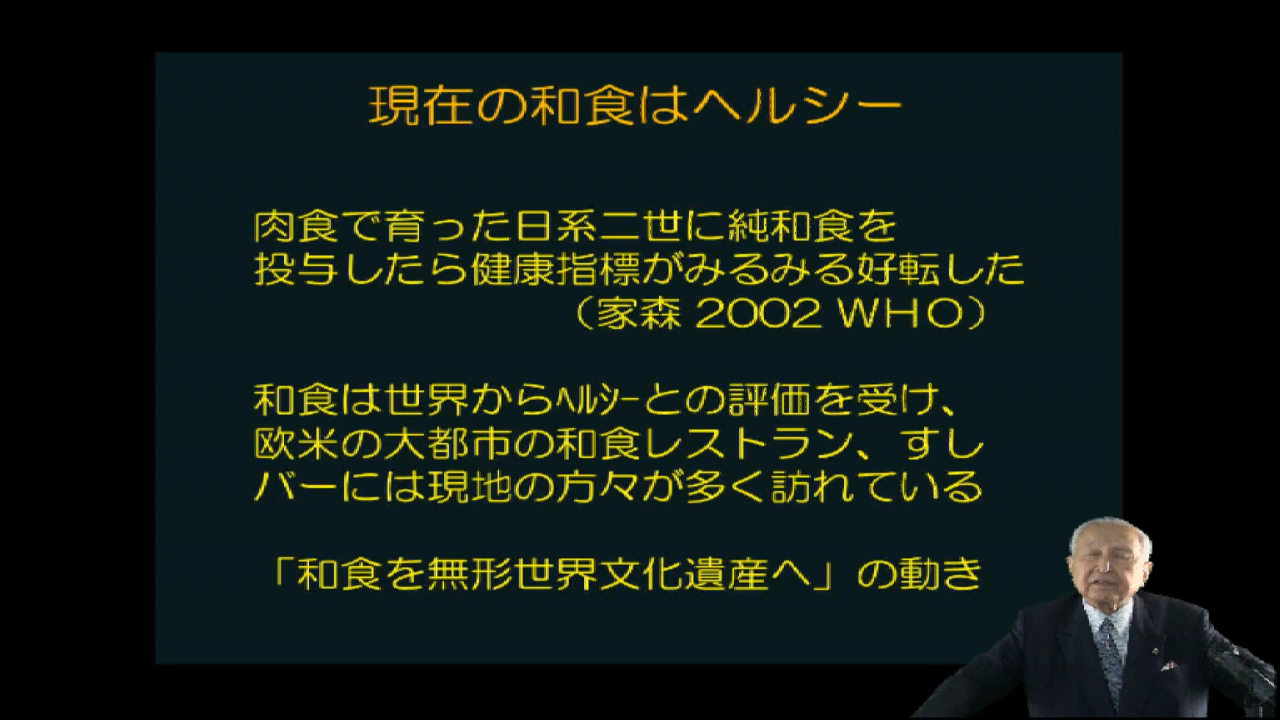 現在の和食はヘルシー
肉食で育った日系二世に純和食を
投与したら健康指標がみるみる好転した
（家森 2002 WHO）
和食は世界からﾍﾙｼｰとの評価を受け、
欧米の大都市の和食レストラン、すし
バーには現地の方々が多く訪れている
「和食を無形世界文化遺産へ」の動き